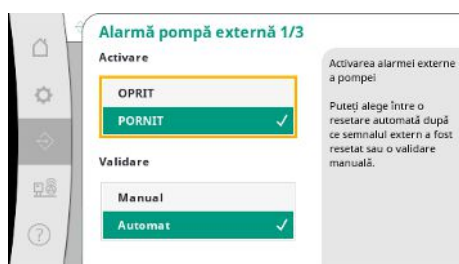 Alarmă pompă externă 1/3
Activare
OPRIT
PORNIT
Validare
Manual
Automat
Activarea alarmei externe
a pompei
Puteți alege între o
resetare automată după
ce semnalul extern a fost
resetat sau o validare
manuală.